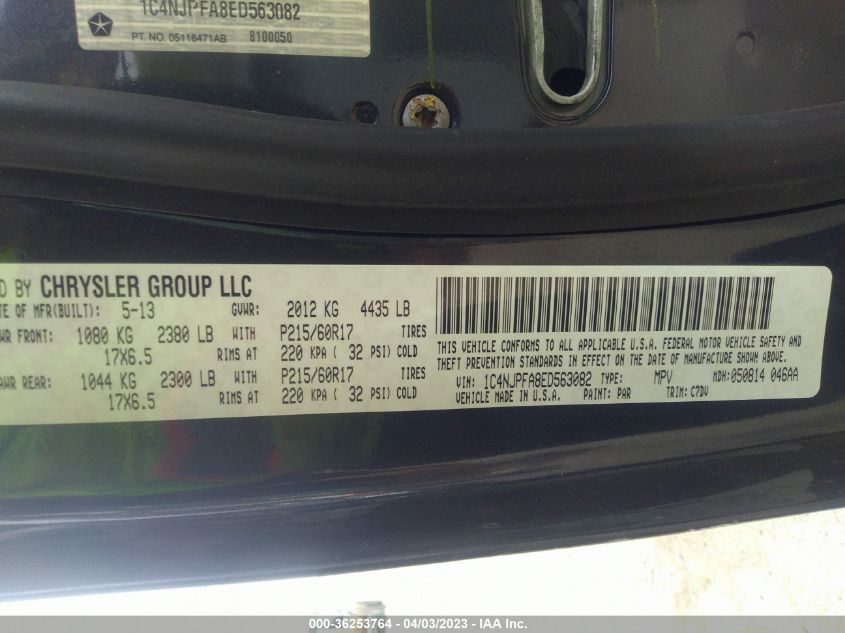 1C4NJPFA8ED563082
PT. NO. 05116471AB 8100050
D BY CHRYSLER GROUP LLC
TE OF MFR(BUILT): 5-13 GVWR: 2012 KG 4435 LB
WR FRONT: 1080 KG 2380 LB WITH P215/60R17 TIRES
17X6.5 RIMS AT 220 KPA ( 32 PSI) COLD
AWR REAR: 1044 KG 2300 LB WITH P215/60R17 TIRES
17X6.5 RIMS AT 220 KPA ( 32 PSI) COLD
THIS VEHICLE CONFORMS TO ALL APPLICABLE U.S.A. FEDERAL MOTOR VEHICLE SAFETY AND
THEFT PREVENTION STANDARDS IN EFFECT ON THE DATE OF MANUFACTURE SHOWN ABOVE.
VIN: 1C4NJPFA8ED563082 TYPE: MPV MDH:050814 046AA
VEHICLE MADE IN U.S.A. PAINT: PAR TRIM: C7DV
000-36253764 - 04/03/2023 - IAA Inc.